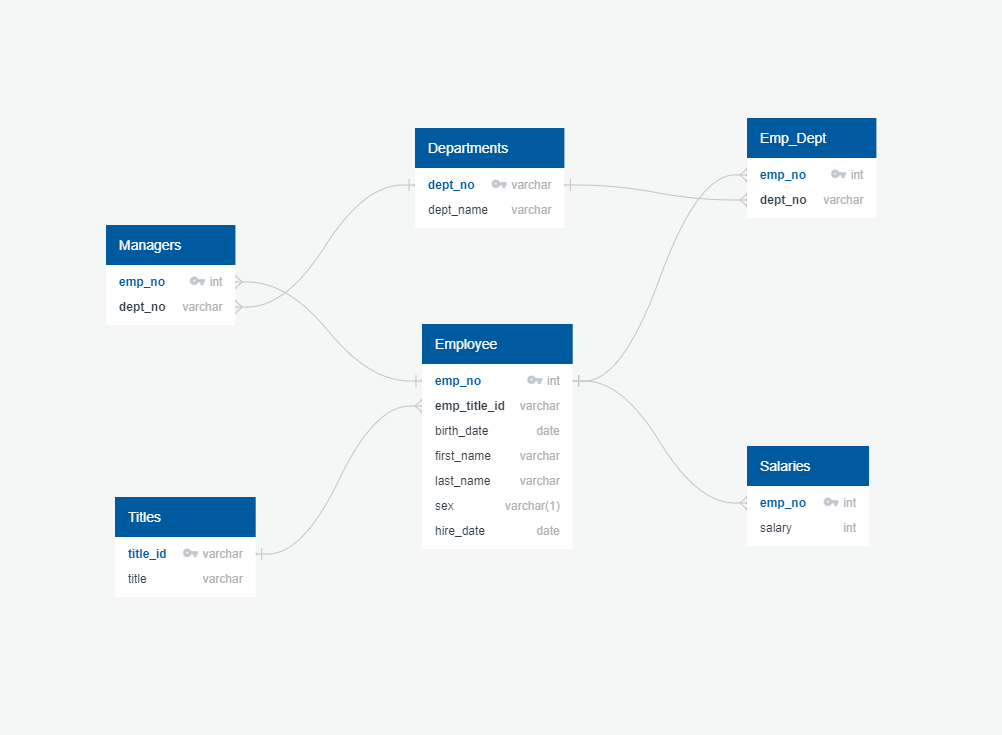 Departments
dept_no varchar
dept_name varchar
Emp_Dept
emp_no int
dept_no varchar
Managers
emp_no int
dept_no varchar
Employee
emp_no int
emp_title_id varchar
birth_date date
first_name varchar
last_name varchar
sex varchar(1)
hire_date date
Titles
title_id varchar
title varchar
Salaries
emp_no int
salary int